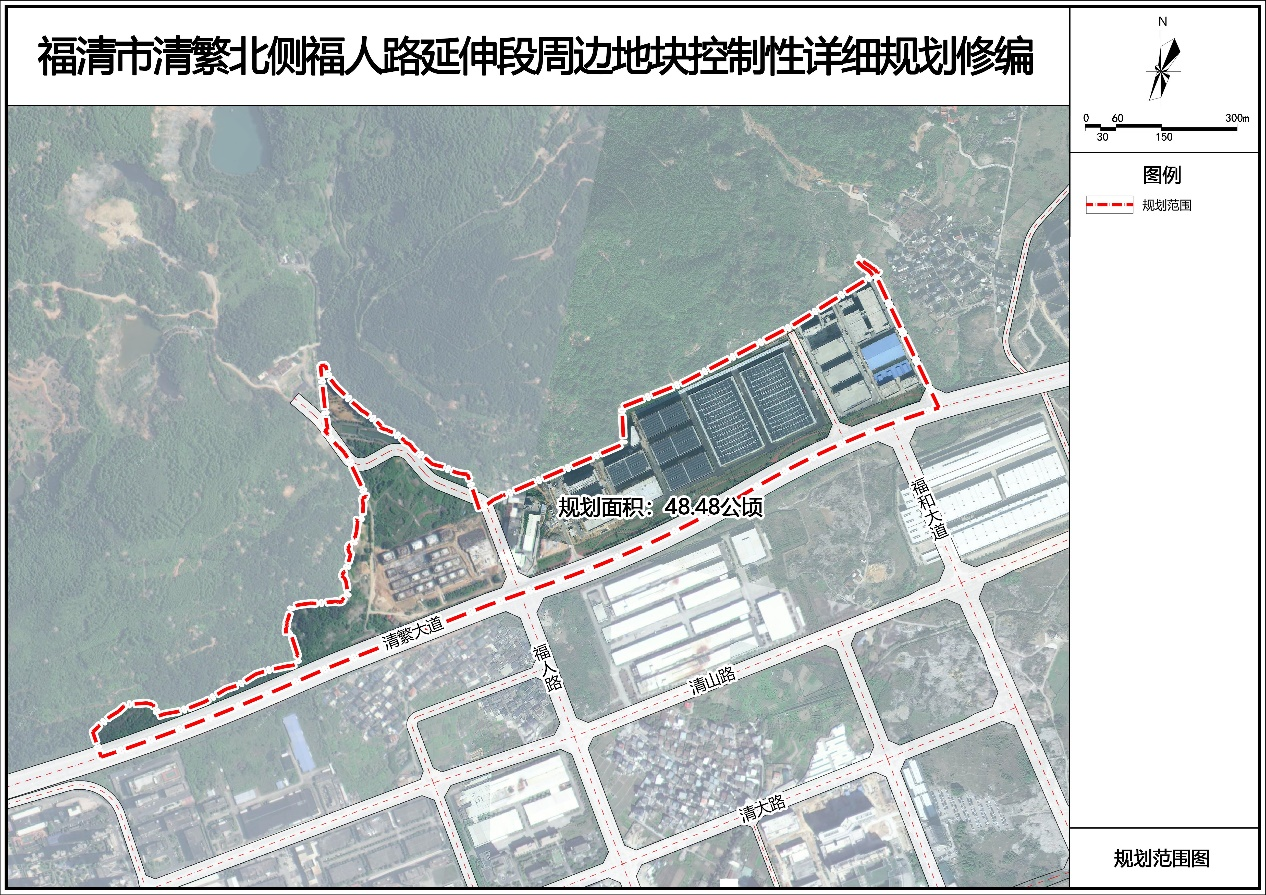 福清市清繁北侧福人路延伸段周边地块控制性详细规划修编
N
0 60 300m
30 150
图例
规划范围
规划面积：48.48公顷
福和大道
清繁大道
福人路
清山路
清大路
规划范围图